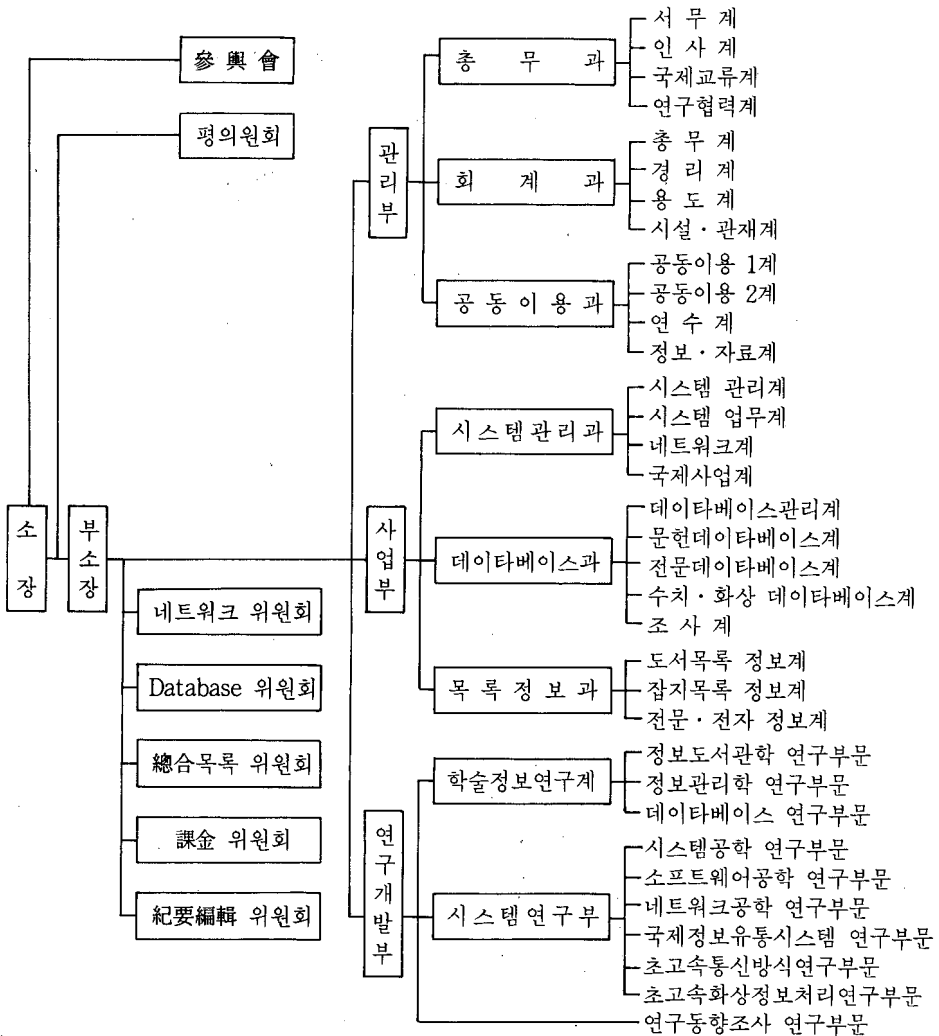 參與會
평의원회
소장
부소장
네트워크 위원회
Database 위원회
總合목록 위원회
課金 위원회
紀要編輯 위원회
관리부
총무과
서무계
인사계
국제교류계
연구협력계
회계과
총무계
경리계
용도계
시설·관재계
공동이용과
공동이용 1계
공동이용 2계
연수계
정보·자료계
사업부
시스템관리과
시스템 관리계
시스템 업무계
네트워크계
국제사업계
데이타베이스과
데이타베이스관리계
문헌데이타베이스계
전문데이타베이스계
수치·화상 데이타베이스계
조사계
목록정보과
도서목록 정보계
잡지목록 정보계
전문·전자 정보계
연구개발부
학술정보연구계
정보도서관학 연구부문
정보관리학 연구부문
데이타베이스 연구부문
시스템연구부
시스템공학 연구부문
소프트웨어공학 연구부문
네트워크공학 연구부문
국제정보유통시스템 연구부문
초고속통신방식연구부문
초고속화상정보처리연구부문
연구동향조사 연구부문